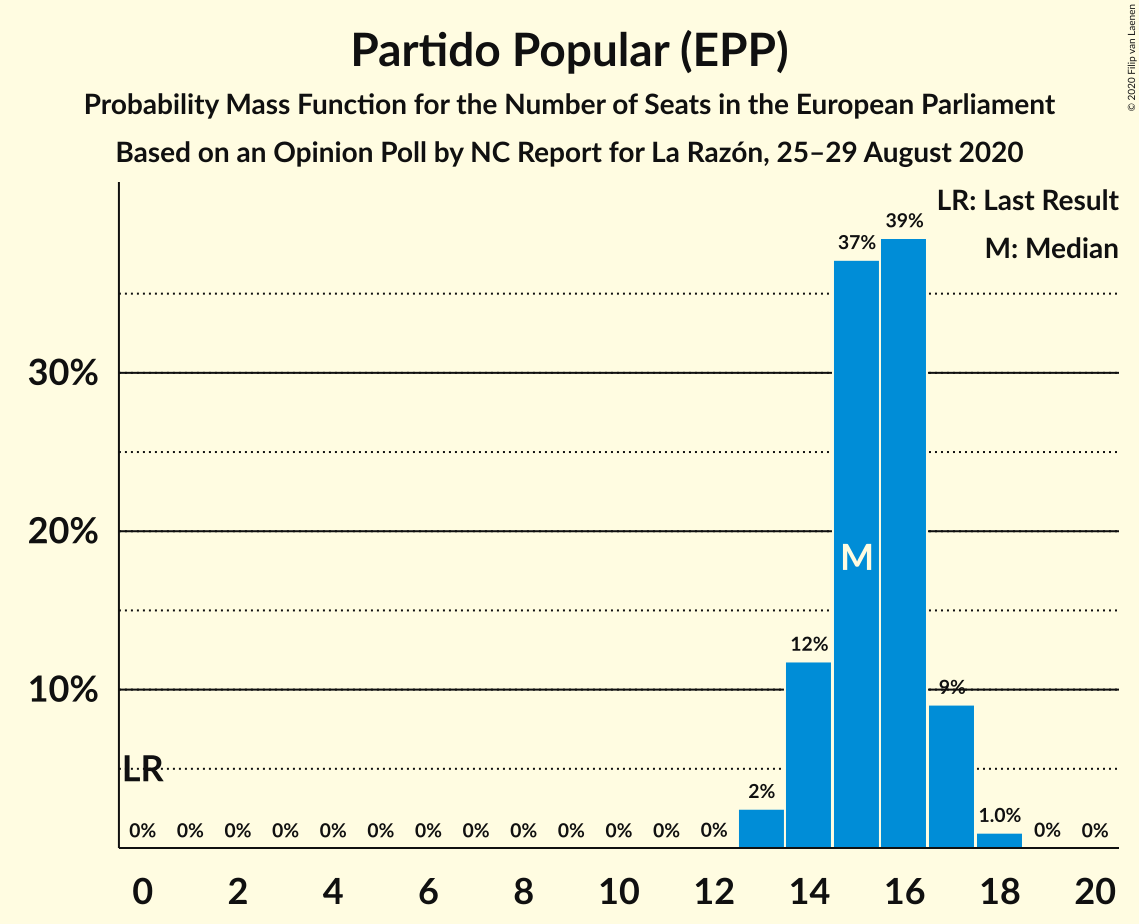 Partido Popular (EPP)
Probability Mass Function for the Number of Seats in the European Parliament
Based on an Opinion Poll by NC Report for La Razón, 25–29 August 2020
© 2020 Filip van Laenen
LR: Last Result
M: Median
39%
37%
30%
20%
M
12%
10%
9%
LR
2%
1.0%
0% 0% 0% 0% 0% 0% 0% 0% 0% 0% 0% 0% 0% 0% 0%
0 2 4 6 8 10 12 14 16 18 20